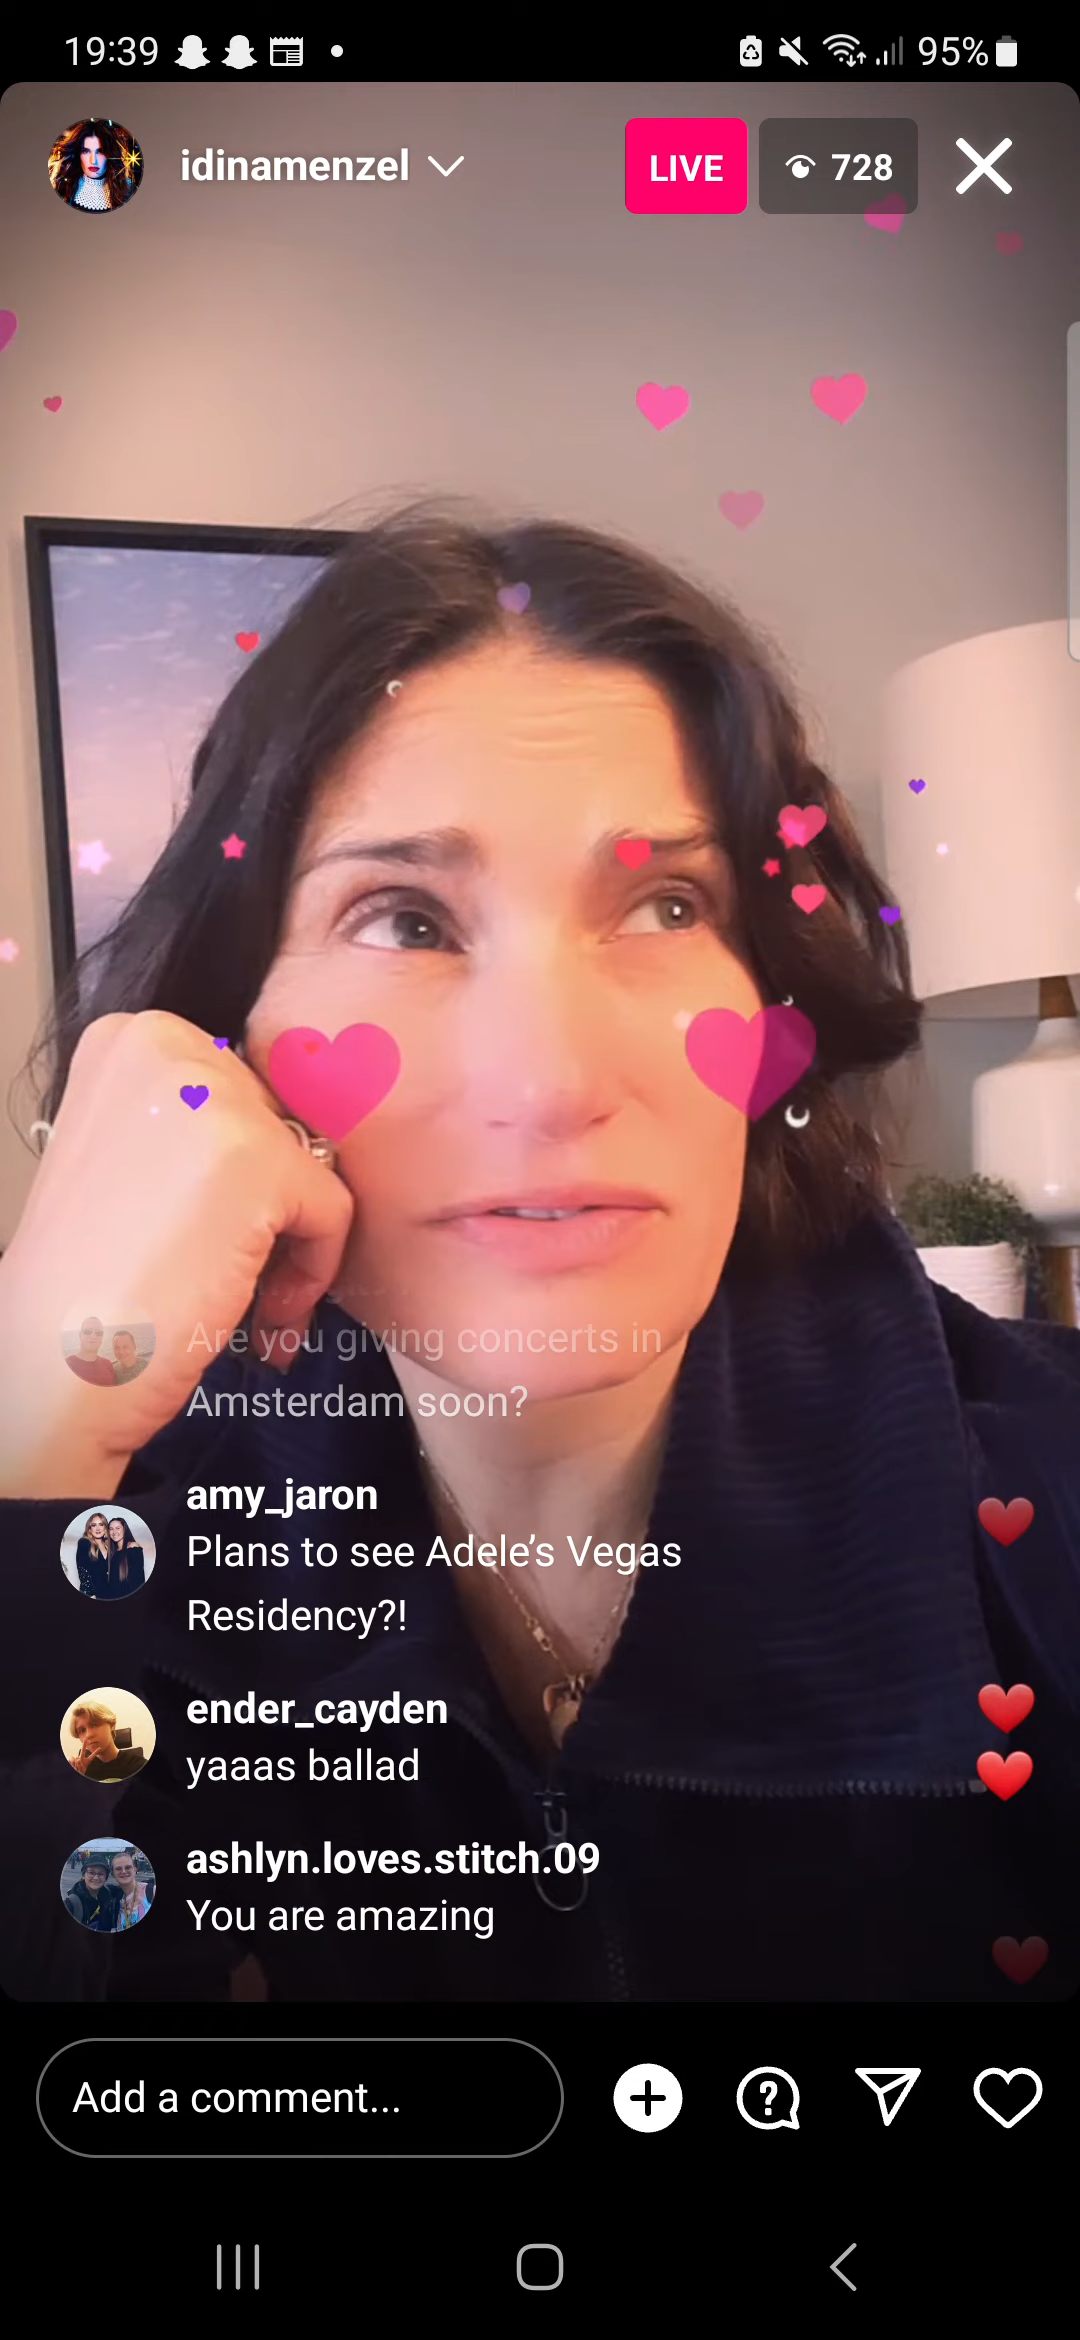 19:39
95%
idinamenzel
LIVE
728
Are you giving concerts in
Amsterdam soon?
amy_jaron
Plans to see Adele’s Vegas
Residency?!
ender_cayden
yaaas ballad
ashlyn.loves.stitch.09
You are amazing
Add a comment...